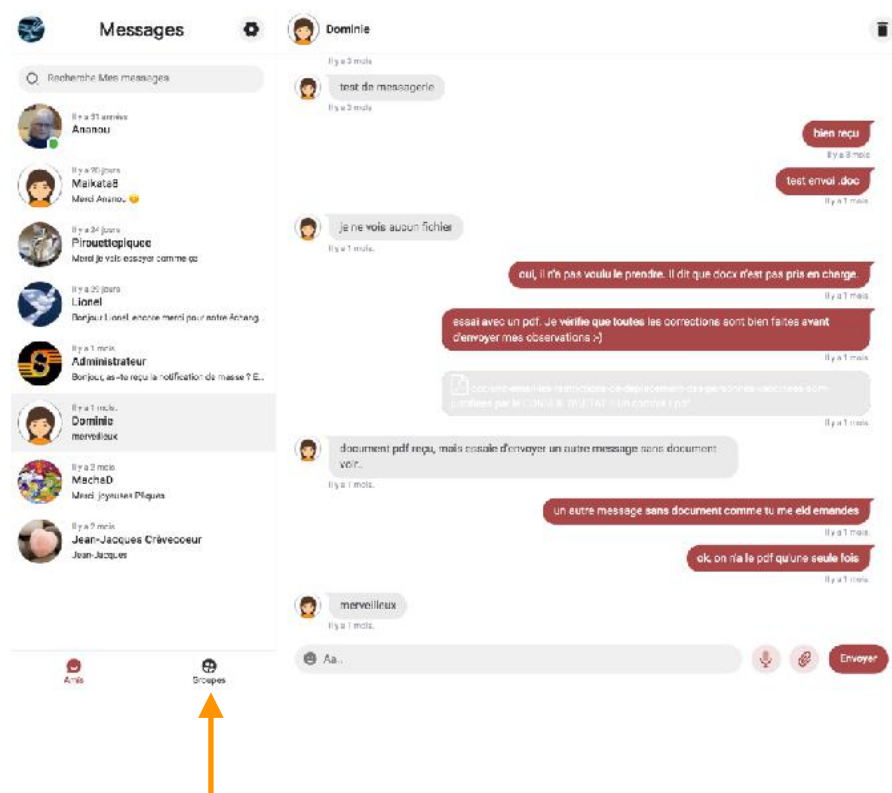 Messages
Recherche Mes messages
Il y a 51 années
Ananou
Il y a 20 jours
Maikata8
Merci Ananou
Il y a 24 jours
Pirouettepiquee
Merci je vais essayer comme ça
Il y a 29 jours
Lionel
Bonjour Lionel, encore merci pour notre échang...
Il y a 1 mois.
Administrateur
Bonjour, as-tu reçu la notification de masse ? E...
Il y a 1 mois.
Dominie
merveilleux
Il y a 2 mois
MachaD
Merci, joyeuses Pâques
Il y a 2 mois
Jean-Jacques Crèvecoeur
Jean-Jacques
Amis
Groupes
Dominie
Il y a 3 mois
test de messagerie
Il y a 3 mois
bien reçu
Il y a 3 mois
test envoi .doc
Il y a 1 mois.
je ne vois aucun fichier
Il y a 1 mois.
oui, il n'a pas voulu le prendre. Il dit que docx n'est pas pris en charge.
Il y a 1 mois.
essai avec un pdf. Je vérifie que toutes les corrections sont bien faites avant
d'envoyer mes observations :-)
Il y a 1 mois.
Il y a 1 mois.
document pdf reçu, mais essaie d'envoyer un autre message sans document
voir..
Il y a 1 mois.
un autre message sans document comme tu me eld emandes
Il y a 1 mois.
ok, on n'a le pdf qu'une seule fois
Il y a 1 mois.
merveilleux
Il y a 1 mois.
Aa..
Envoyer